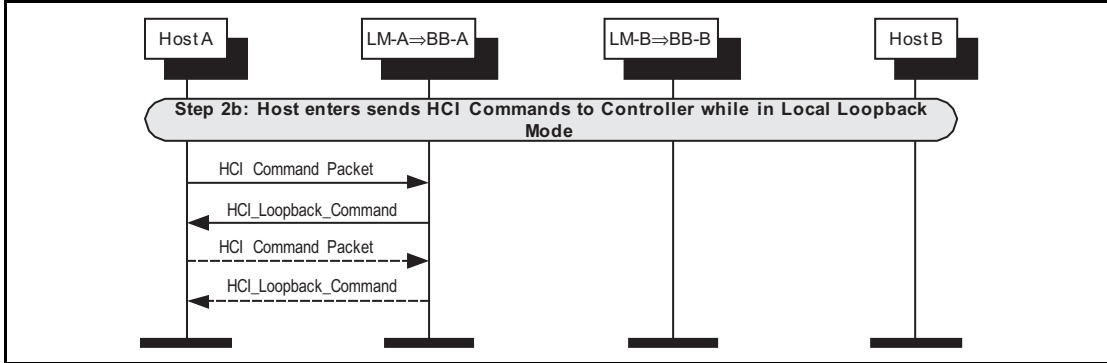 Host A
LM-A⇒BB-A
LM-B⇒BB-B
Host B
Step 2b: Host enters sends HCI Commands to Controller while in Local Loopback
Mode
HCI Command Packet
HCI_Loopback_Command
HCI Command Packet
HCI_Loopback_Command